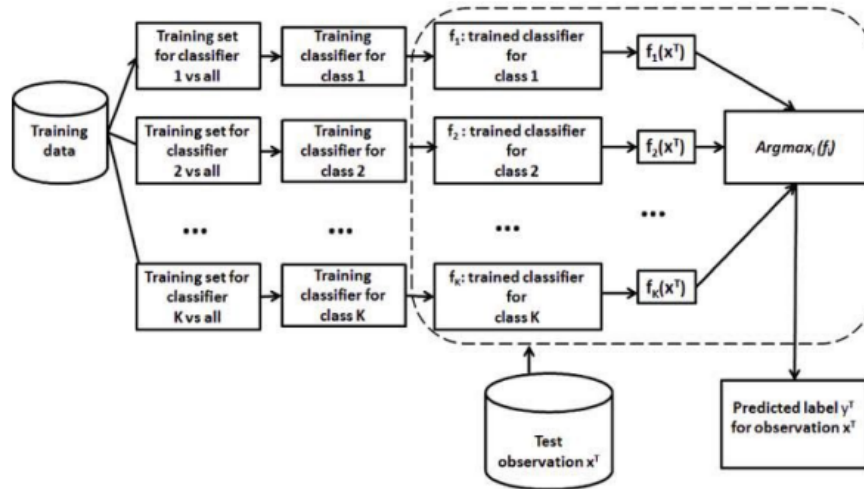 Training
data
Training set
for classifier
1 vs all
Training
classifier for
class 1
f₁: trained classifier
for
class 1
f₁(xᵀ)
Training set for
classifier
2 vs all
Training
classifier for
class 2
f₂ : trained classifier
for
class 2
f₂(xᵀ)
Argmaxᵢ(fᵢ)
...
...
...
...
Training set for
classifier
K vs all
Training
classifier for
class K
f_K: trained classifier
for
class K
f_K(xᵀ)
Test
observation xᵀ
Predicted label yᵀ
for observation xᵀ